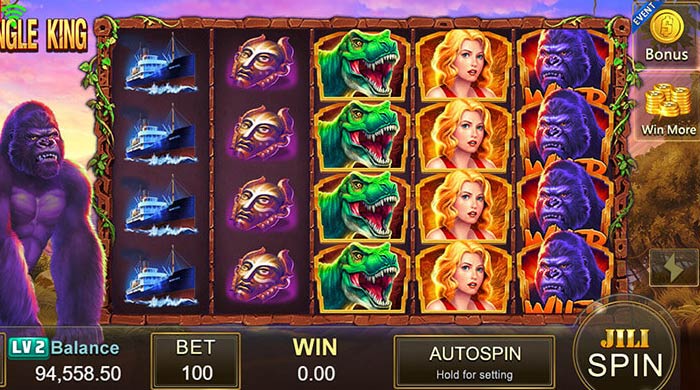 NGLE KING
EVENT
Bonus
Win More
WILD
LV2 Balance
94,558.50
BET
100
WIN
0.00
AUTOSPIN
Hold for setting
JILI
SPIN